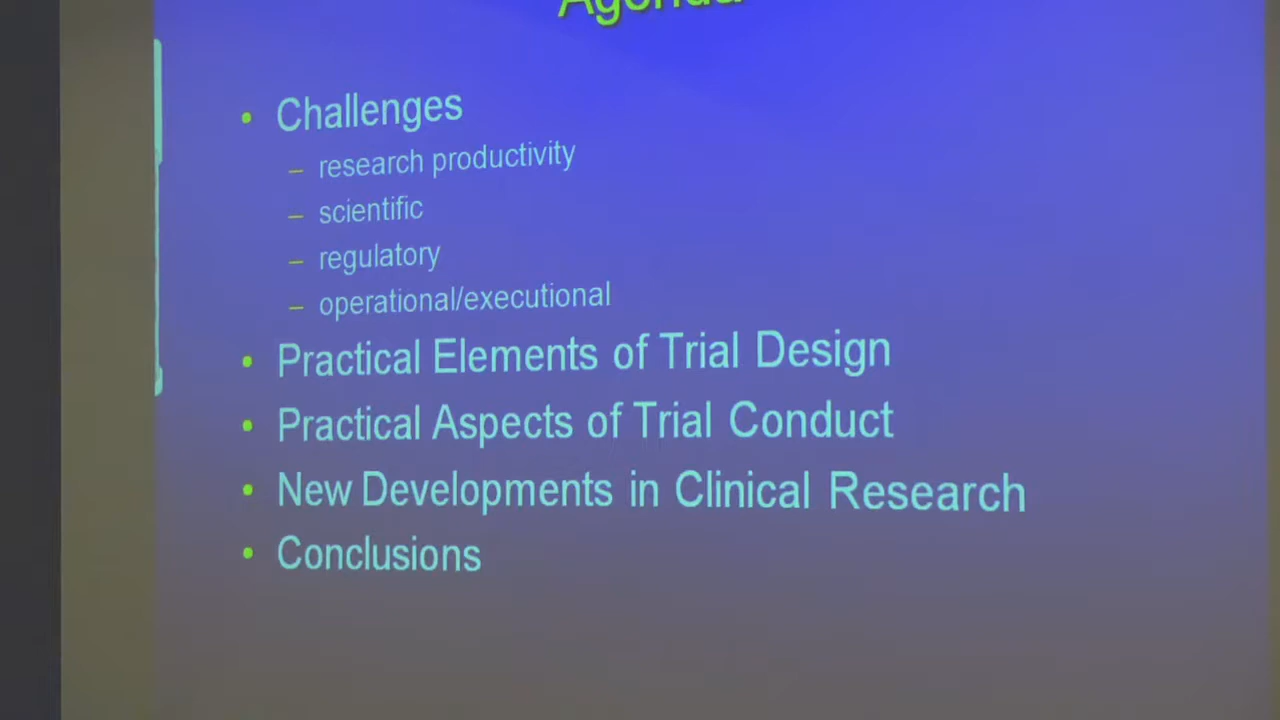 Agenda
• Challenges
– research productivity
– scientific
– regulatory
– operational/executional
• Practical Elements of Trial Design
• Practical Aspects of Trial Conduct
• New Developments in Clinical Research
• Conclusions